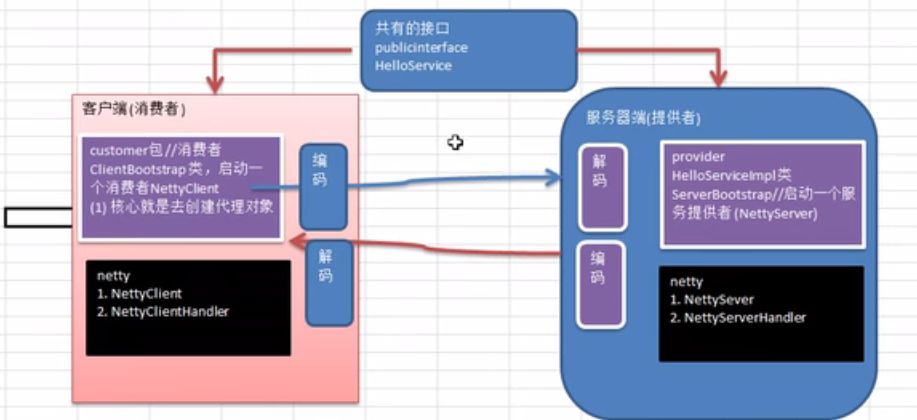 共有的接口
publicinterface
HelloService
客户端(消费者)
customer包//消费者
ClientBootstrap类，启动一
个消费者NettyClient
(1) 核心就是去创建代理对象
编
码
解
码
netty
1. NettyClient
2. NettyClientHandler
服务器端(提供者)
解
码
编
码
provider
HelloServiceImpl类
ServerBootstrap//启动一个服
务提供者 (NettyServer)
netty
1. NettySever
2. NettyServerHandler